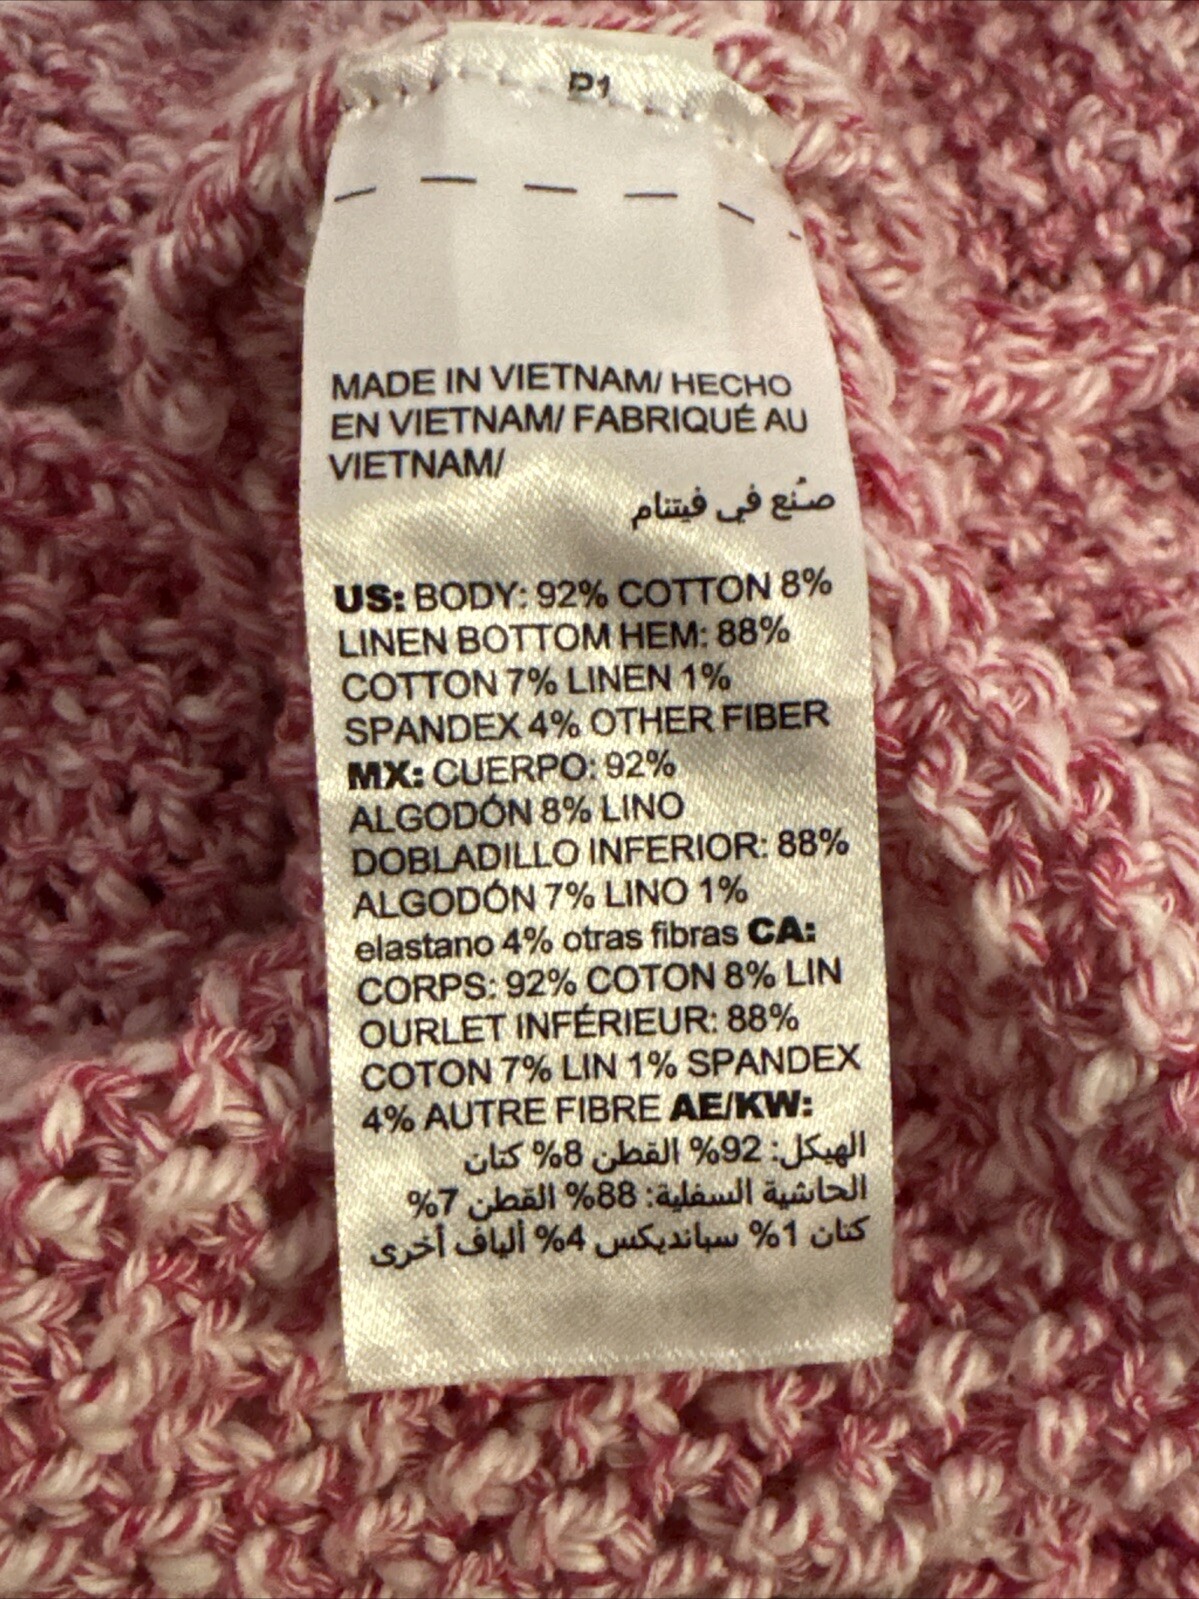 P1
MADE IN VIETNAM/ HECHO
EN VIETNAM/ FABRIQUÉ AU
VIETNAM/
صُنع في فيتنام
US: BODY: 92% COTTON 8%
LINEN BOTTOM HEM: 88%
COTTON 7% LINEN 1%
SPANDEX 4% OTHER FIBER
MX: CUERPO: 92%
ALGODÓN 8% LINO
DOBLADILLO INFERIOR: 88%
ALGODÓN 7% LINO 1%
elastano 4% otras fibras CA:
CORPS: 92% COTON 8% LIN
OURLET INFÉRIEUR: 88%
COTON 7% LIN 1% SPANDEX
4% AUTRE FIBRE AE/KW:
الهيكل: 92% القطن 8% كتان
الحاشية السفلية: 88% القطن 7%
كتان 1% سبانديكس 4% ألياف أخرى